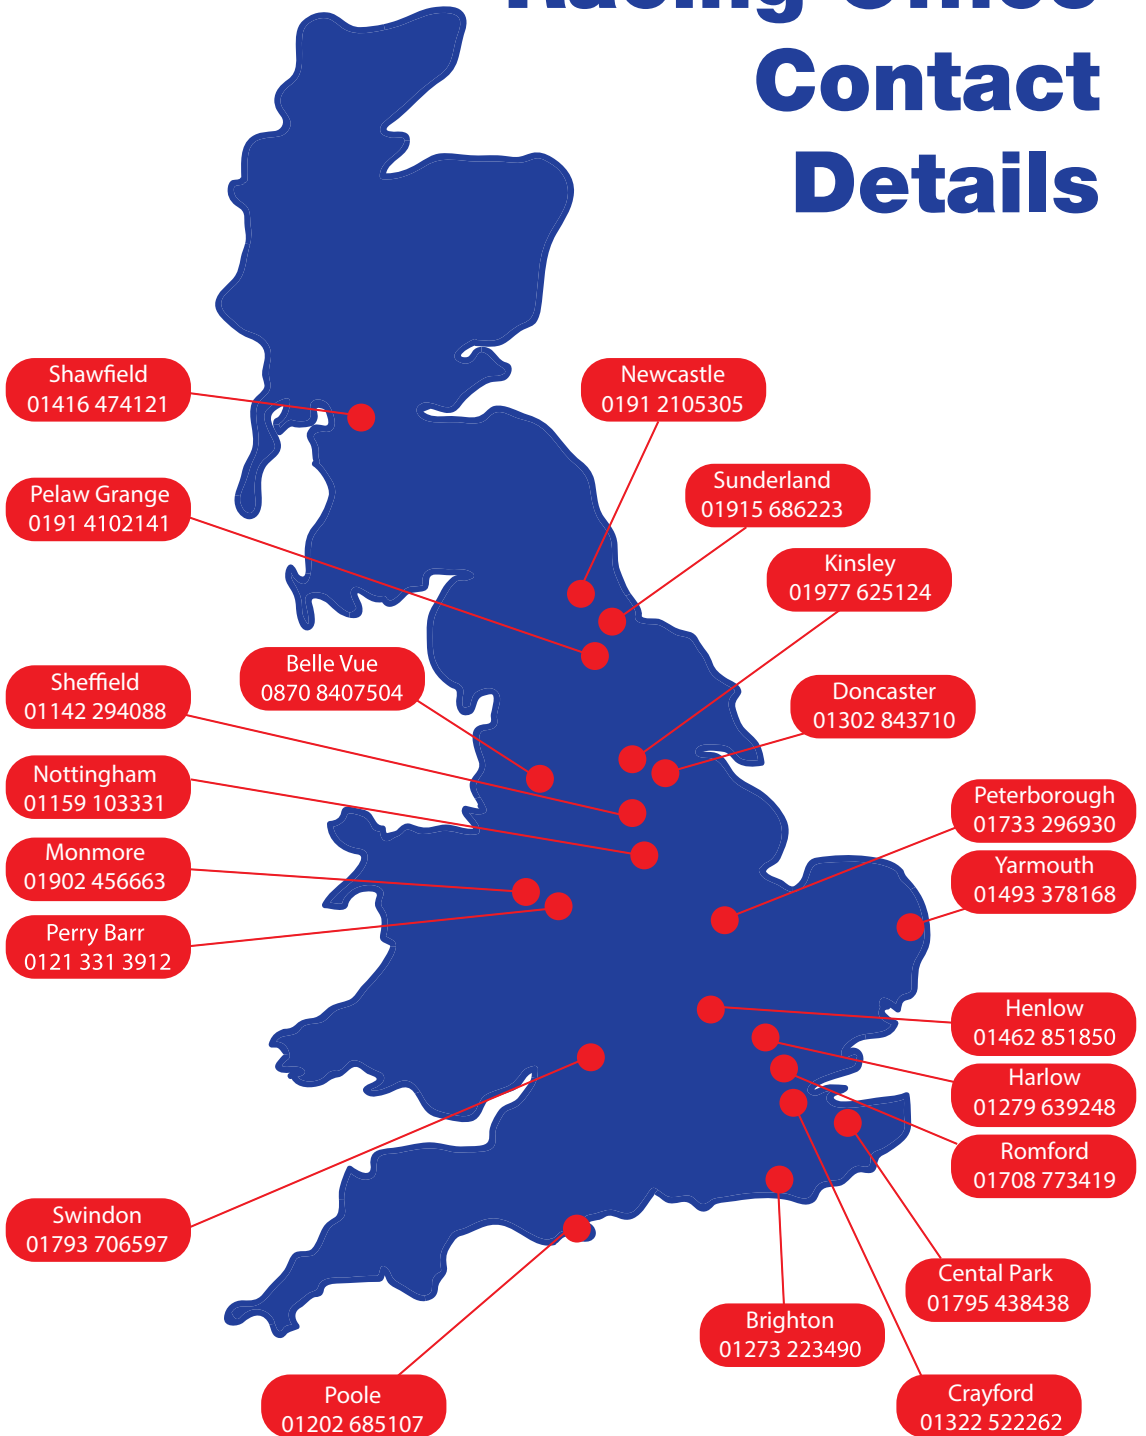 Racing Office
Contact
Details
Shawfield
01416 474121
Newcastle
0191 2105305
Pelaw Grange
0191 4102141
Sunderland
01915 686223
Kinsley
01977 625124
Belle Vue
0870 8407504
Sheffield
01142 294088
Doncaster
01302 843710
Nottingham
01159 103331
Peterborough
01733 296930
Monmore
01902 456663
Yarmouth
01493 378168
Perry Barr
0121 331 3912
Henlow
01462 851850
Harlow
01279 639248
Romford
01708 773419
Swindon
01793 706597
Cental Park
01795 438438
Brighton
01273 223490
Poole
01202 685107
Crayford
01322 522262